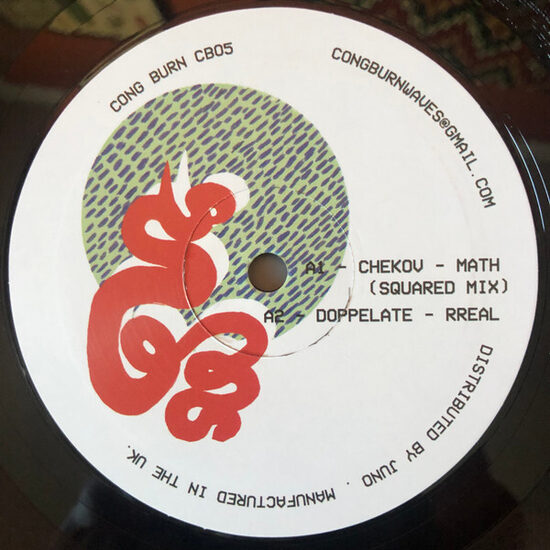 CONG BURN CB05
CONGBURNWAVES@GMAIL.COM
A1 - CHEKOV - MATH
(SQUARED MIX)
A2 - DOPPELATE - RREAL
DISTRIBUTED BY JUNO . MANUFACTURED IN THE UK.